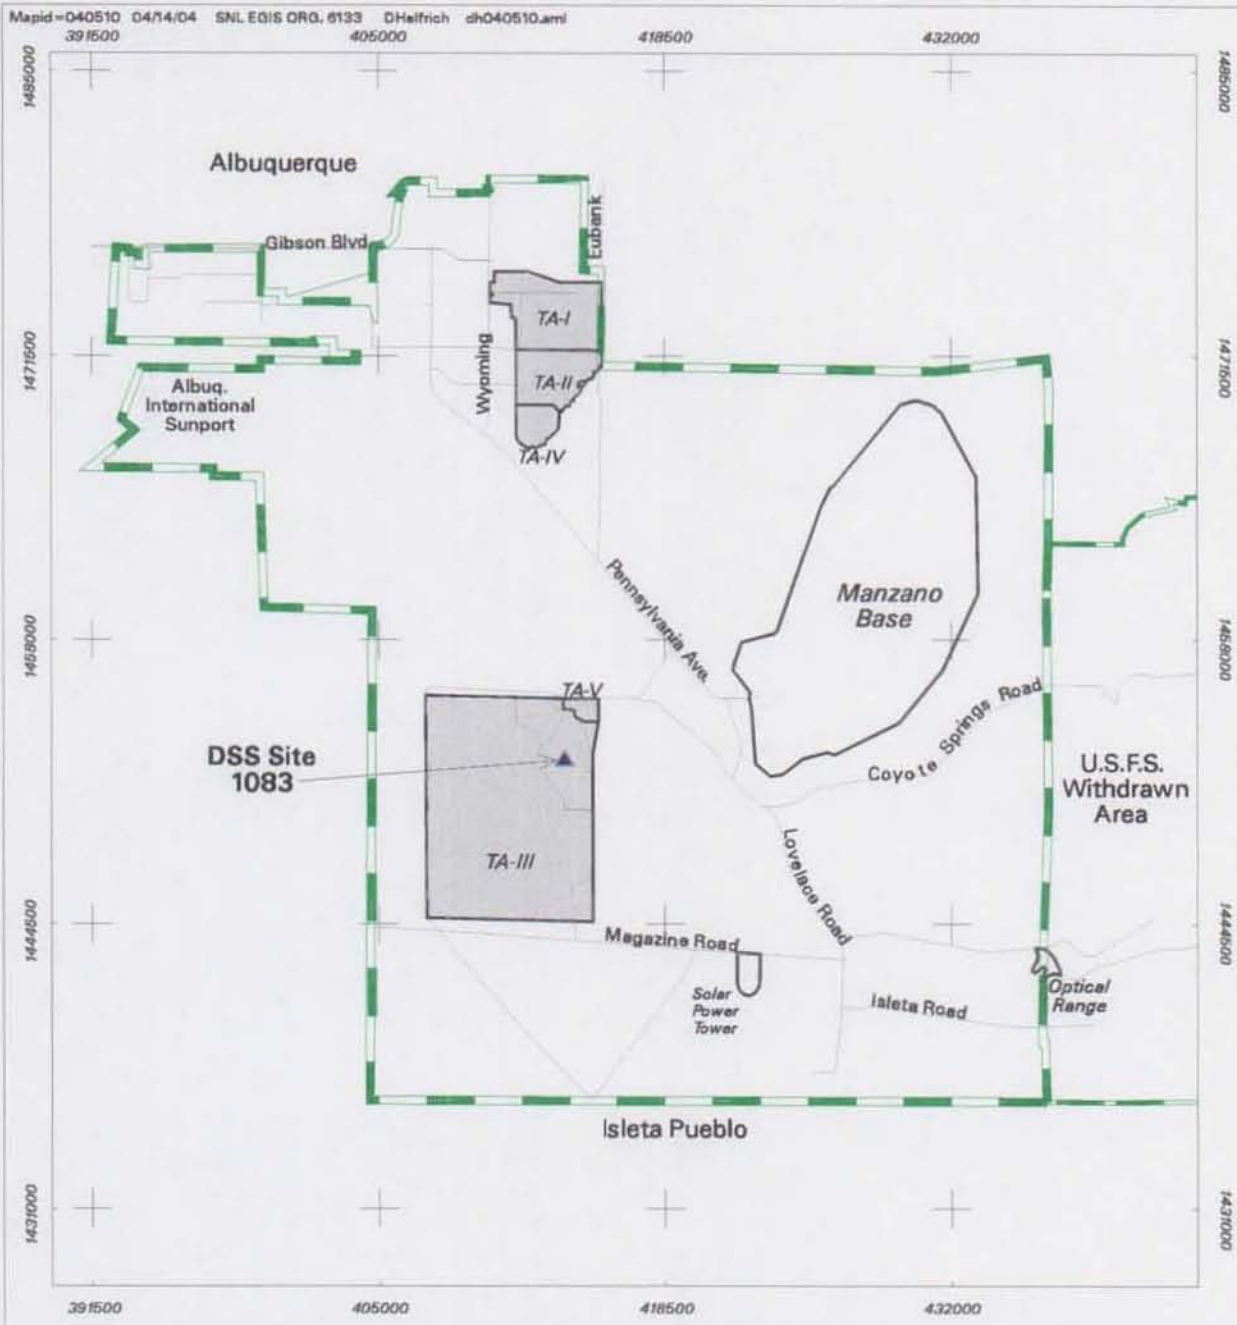 Mapid=040510 04/14/04 SNL EGIS ORG. 6133 DHelfrich dh040510.aml
391500 405000 418500 432000
1485000 1485000
Albuquerque
Eubank
Gibson Blvd
TA-I
Wyoming
1471500 1471500
Albuq.
International
Sunport
TA-II
TA-IV
Pennsylvania Ave.
Manzano
Base
1458000 1458000
TA-V
Coyote Springs Road
DSS Site
1083
U.S.F.S.
Withdrawn
Area
Lovelace Road
TA-III
1444500 1444500
Magazine Road
Solar
Power
Tower
Isleta Road
Optical
Range
Isleta Pueblo
1431000 1431000
391500 405000 418500 432000